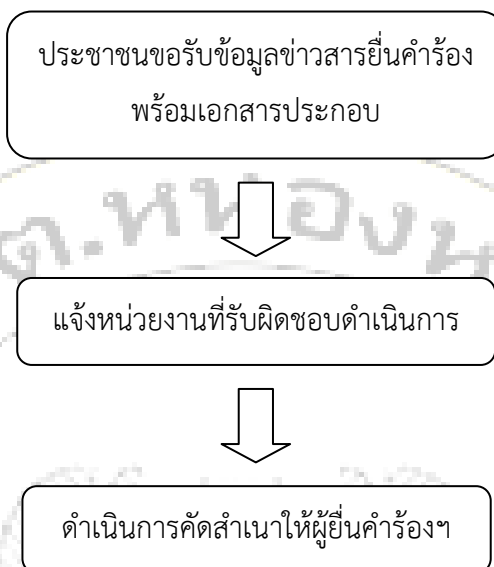 ประชาชนขอรับข้อมูลข่าวสารยื่นคำร้อง
พร้อมเอกสารประกอบ
แจ้งหน่วยงานที่รับผิดชอบดำเนินการ
ดำเนินการคัดสำเนาให้ผู้ยื่นคำร้องฯ